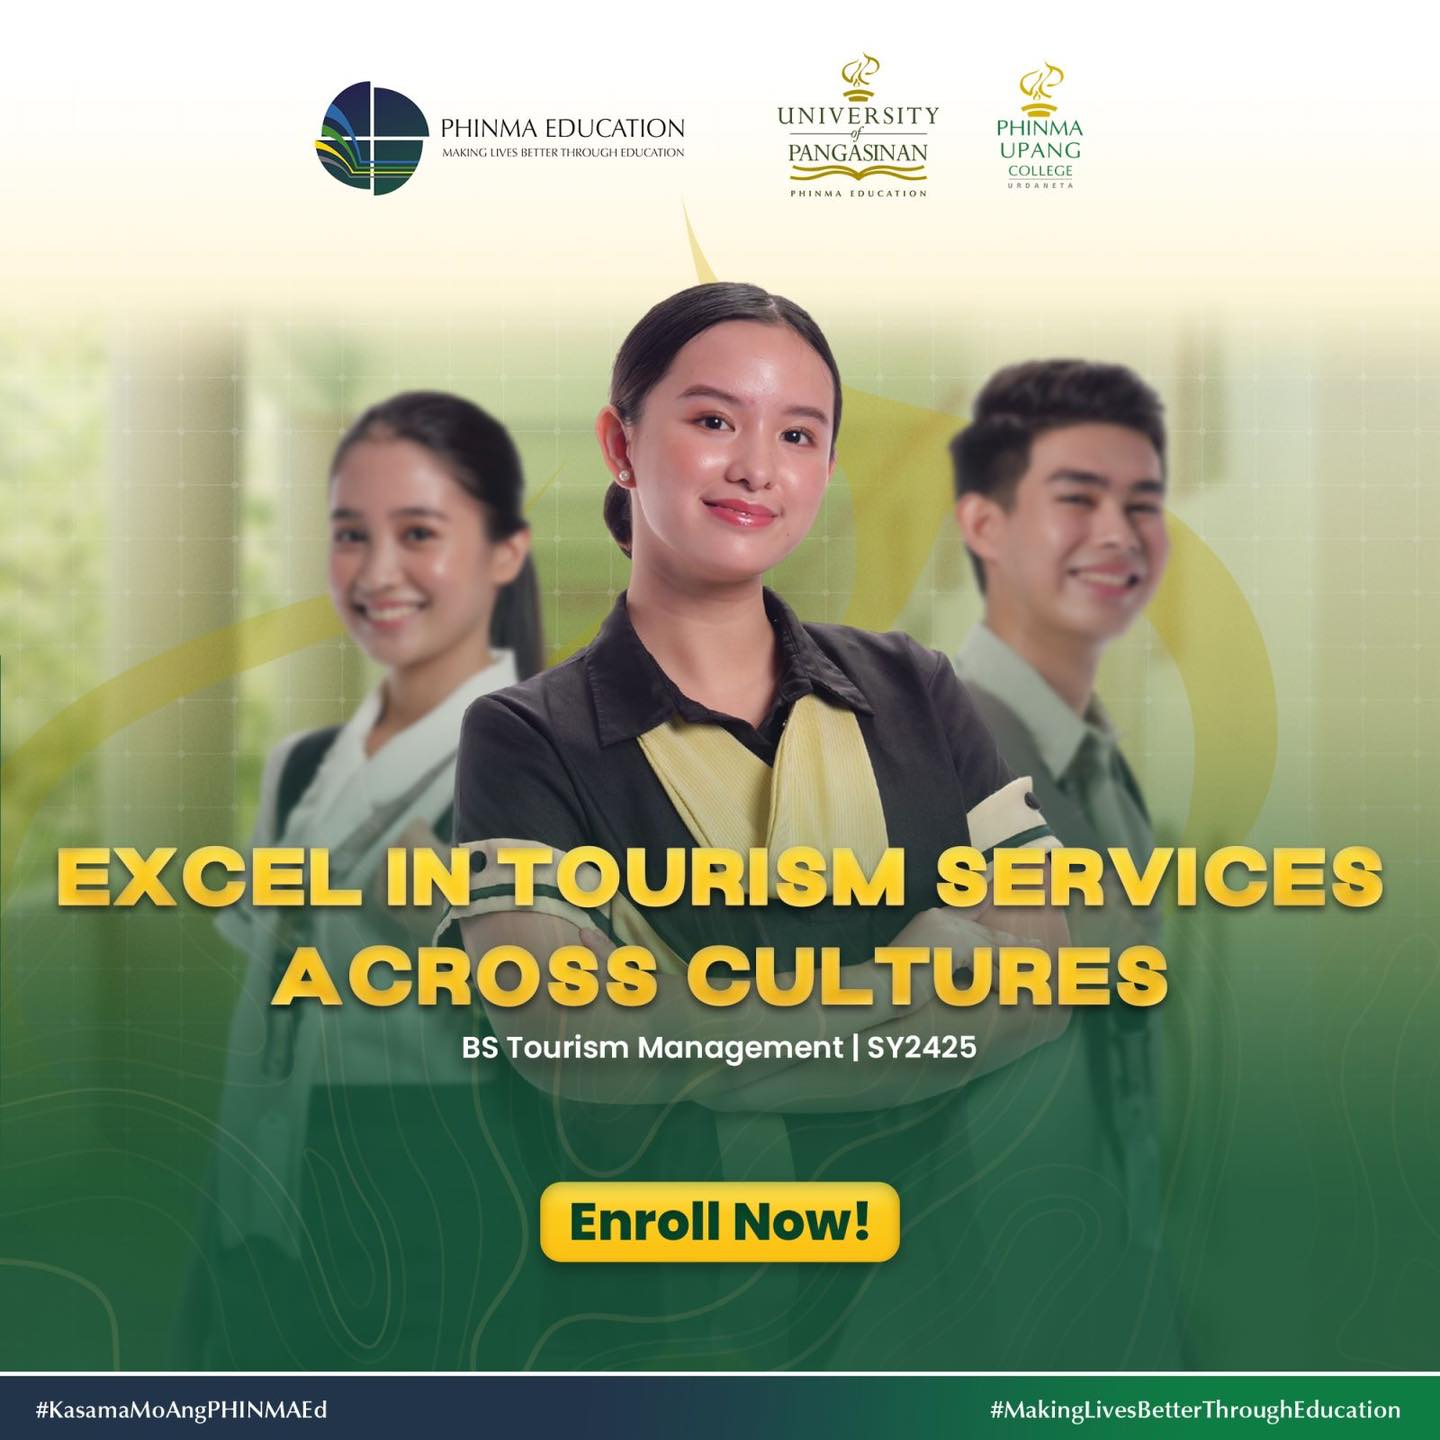 PHINMA EDUCATION
MAKING LIVES BETTER THROUGH EDUCATION
UNIVERSITY
of
PANGASINAN
PHINMA EDUCATION
PHINMA
UPANG
COLLEGE
URDANETA
EXCEL IN TOURISM SERVICES
ACROSS CULTURES
BS Tourism Management | SY2425
Enroll Now!
#KasamaMoAngPHINMAEd
#MakingLivesBetterThroughEducation